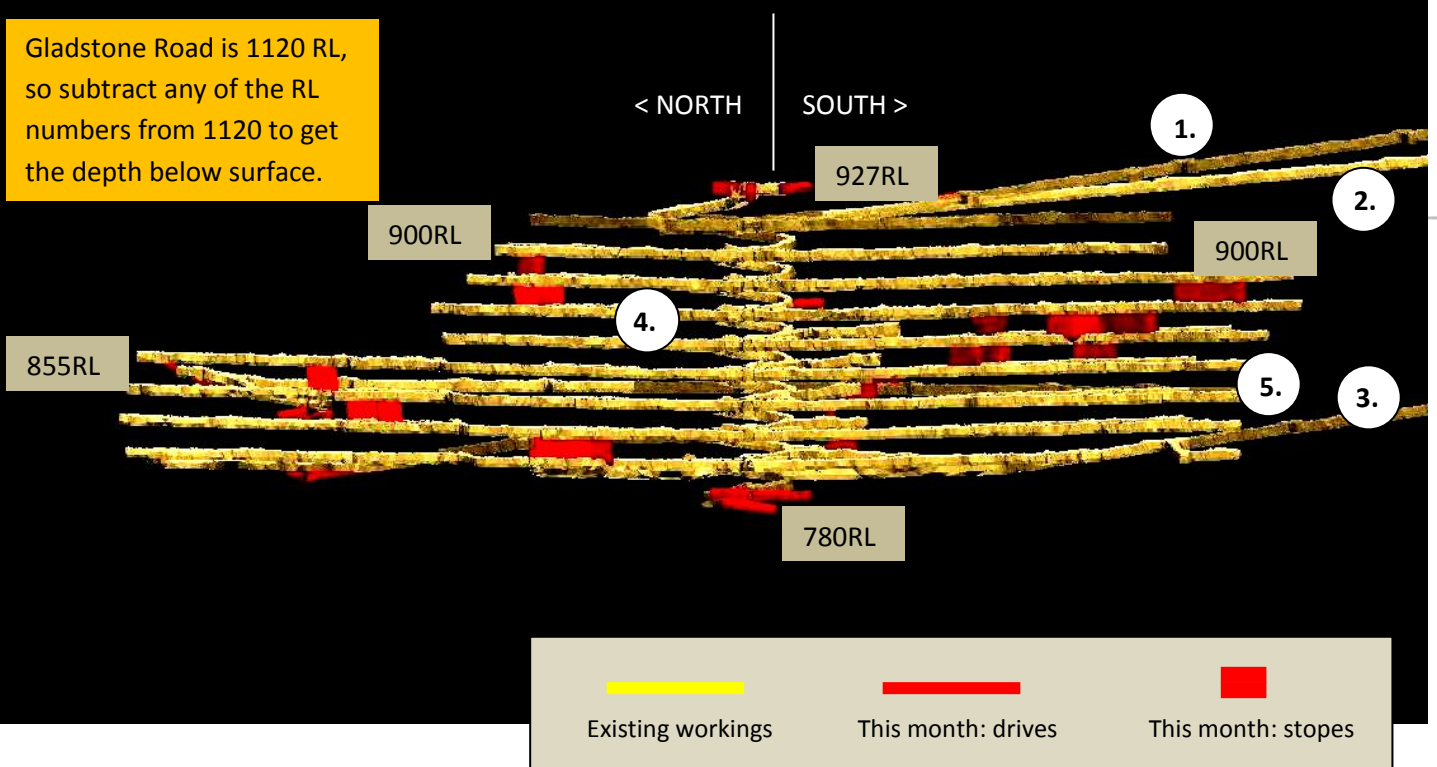 Gladstone Road is 1120 RL,
so subtract any of the RL
numbers from 1120 to get
the depth below surface.
< NORTH
SOUTH >
1.
927RL
2.
900RL
900RL
4.
855RL
5.
3.
780RL
Existing workings
This month: drives
This month: stopes